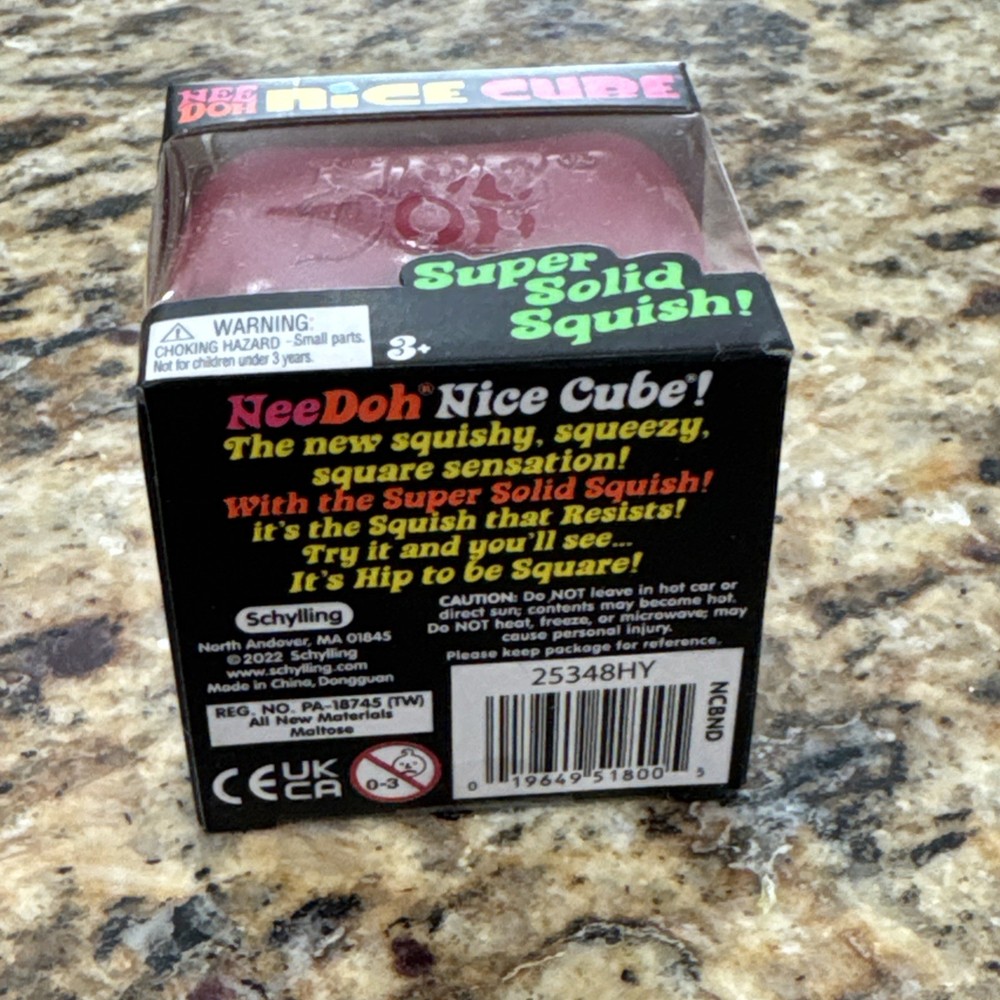 NEE DOH NiCE CUBE
Super
Solid
Squish!
WARNING:
CHOKING HAZARD - Small parts.
Not for children under 3 years.
3+
NeeDoh® Nice Cube®!
The new squishy, squeezy,
square sensation!
With the Super Solid Squish!
it's the Squish that Resists!
Try it and you'll see...
It's Hip to be Square!
Schylling
North Andover, MA 01845
©2022 Schylling
www.schylling.com
Made in China, Dongguan
CAUTION: Do NOT leave in hot car or
direct sun; contents may become hot.
Do NOT heat, freeze, or microwave; may
cause personal injury.
Please keep package for reference.
REG. NO. PA-18745 (TW)
All New Materials
Maltose
CE UK CA
0-3
25348HY
0 19649 51800 5
NCBND